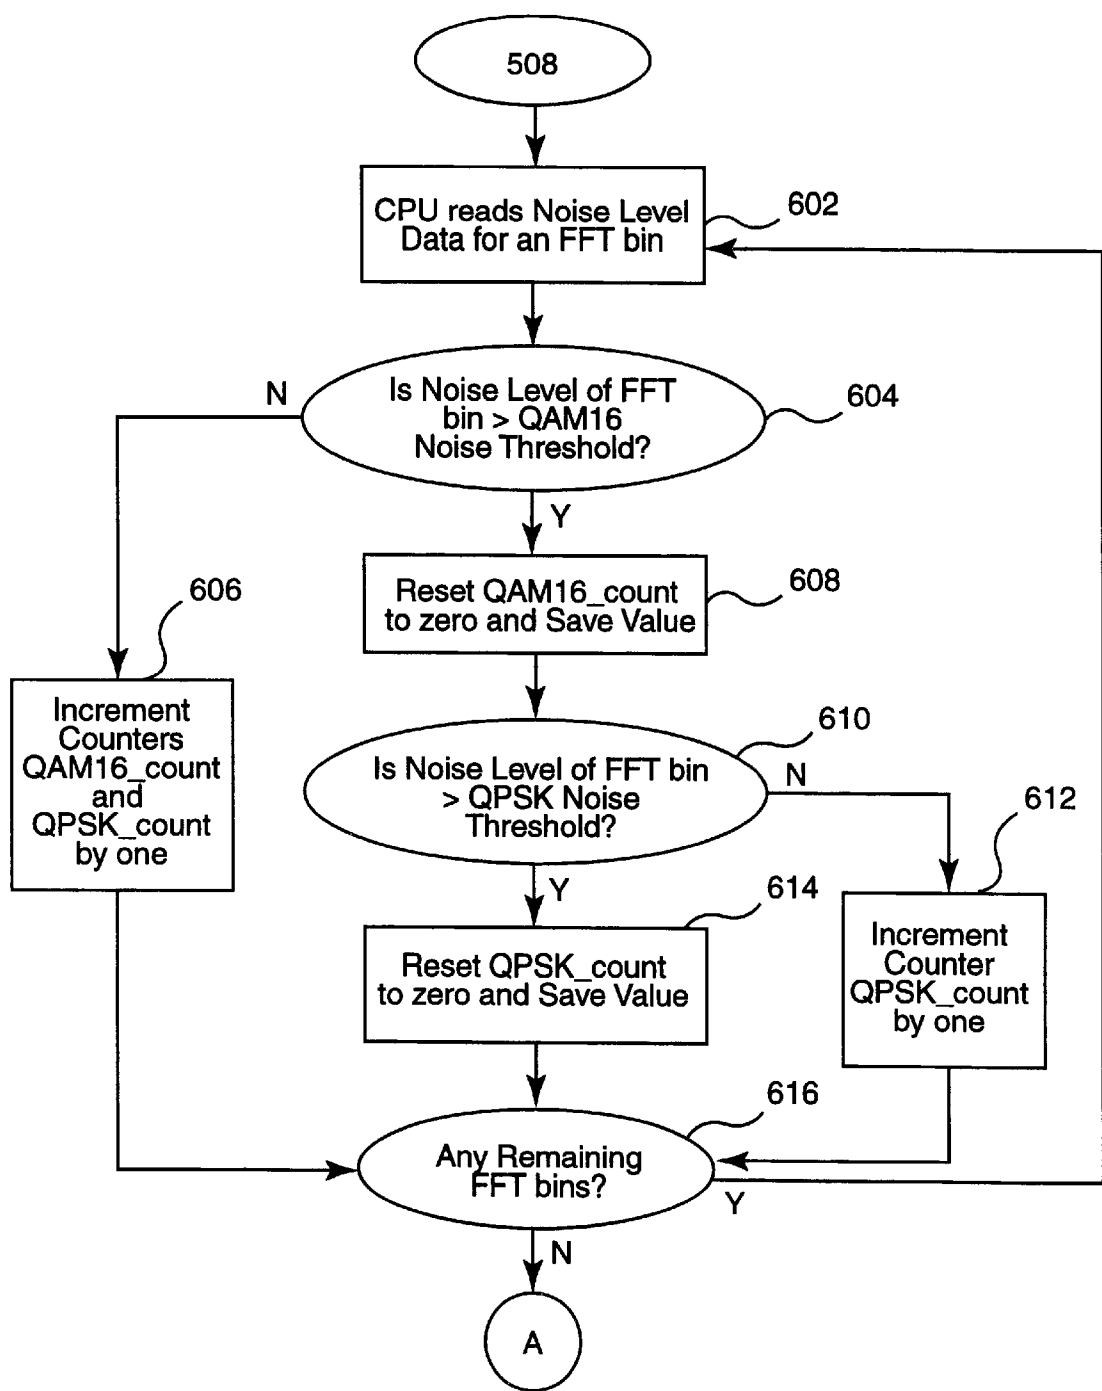 508
CPU reads Noise Level
Data for an FFT bin
602
Is Noise Level of FFT
bin > QAM16
Noise Threshold?
604
N
Y
Reset QAM16_count
to zero and Save Value
608
606
Increment
Counters
QAM16_count
and
QPSK_count
by one
Is Noise Level of FFT bin
> QPSK Noise
Threshold?
610
N
Y
612
Increment
Counter
QPSK_count
by one
614
Reset QPSK_count
to zero and Save Value
616
Any Remaining
FFT bins?
Y
N
A